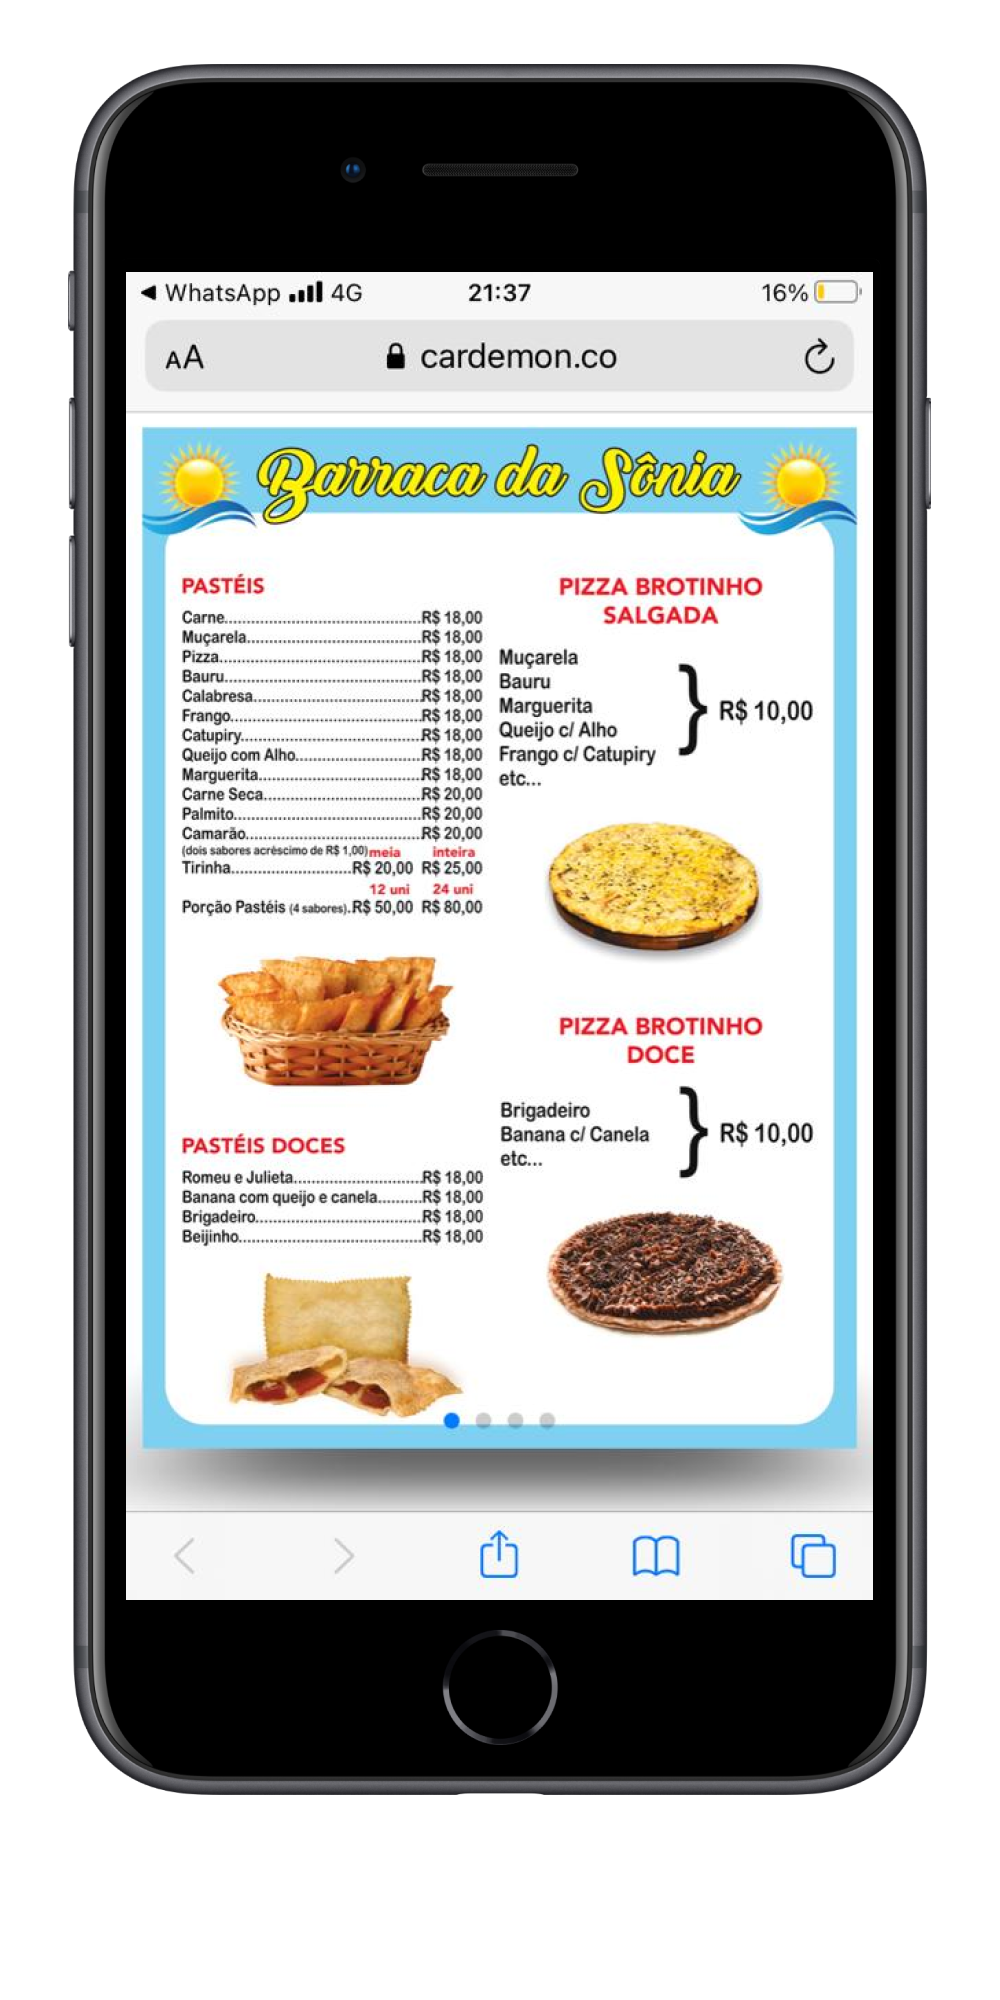 WhatsApp 4G 21:37 16%
AA cardemon.co
Barraca da Sônia
PASTÉIS
Carne.....................................................R$ 18,00
Muçarela................................................R$ 18,00
Pizza......................................................R$ 18,00
Bauru.....................................................R$ 18,00
Calabresa..............................................R$ 18,00
Frango...................................................R$ 18,00
Catupiry.................................................R$ 18,00
Queijo com Alho....................................R$ 18,00
Marguerita.............................................R$ 18,00
Carne Seca............................................R$ 20,00
Palmito...................................................R$ 20,00
Camarão................................................R$ 20,00
(dois sabores acréscimo de R$ 1,00) meia inteira
Tirinha..............................R$ 20,00 R$ 25,00
12 uni 24 uni
Porção Pastéis (4 sabores).R$ 50,00 R$ 80,00
PASTÉIS DOCES
Romeu e Julieta...................................R$ 18,00
Banana com queijo e canela..........R$ 18,00
Brigadeiro.............................................R$ 18,00
Beijinho.................................................R$ 18,00
PIZZA BROTINHO
SALGADA
Muçarela
Bauru
Marguerita
Queijo c/ Alho
Frango c/ Catupiry
etc...
} R$ 10,00
PIZZA BROTINHO
DOCE
Brigadeiro
Banana c/ Canela
etc...
} R$ 10,00